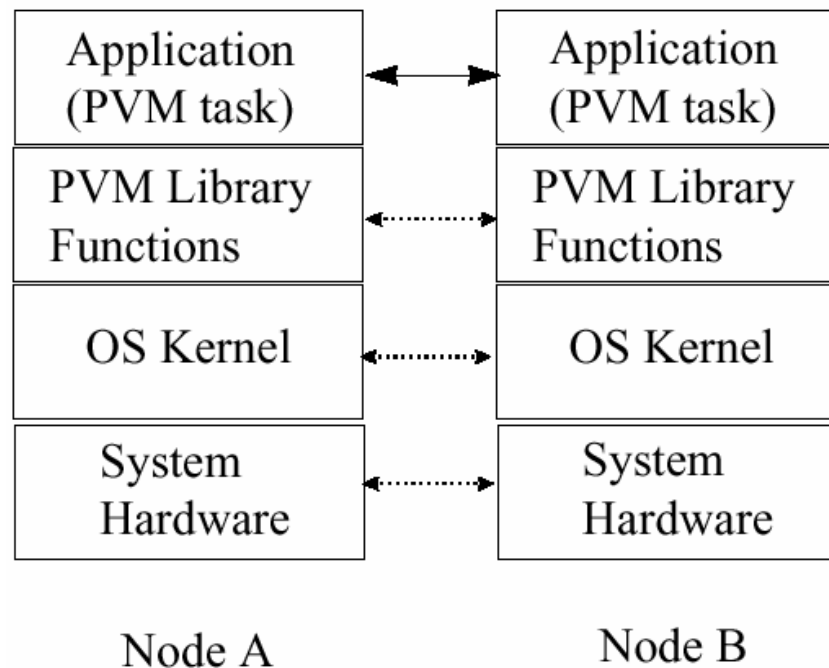 Application
(PVM task)
Application
(PVM task)
PVM Library
Functions
PVM Library
Functions
OS Kernel
OS Kernel
System
Hardware
System
Hardware
Node A
Node B